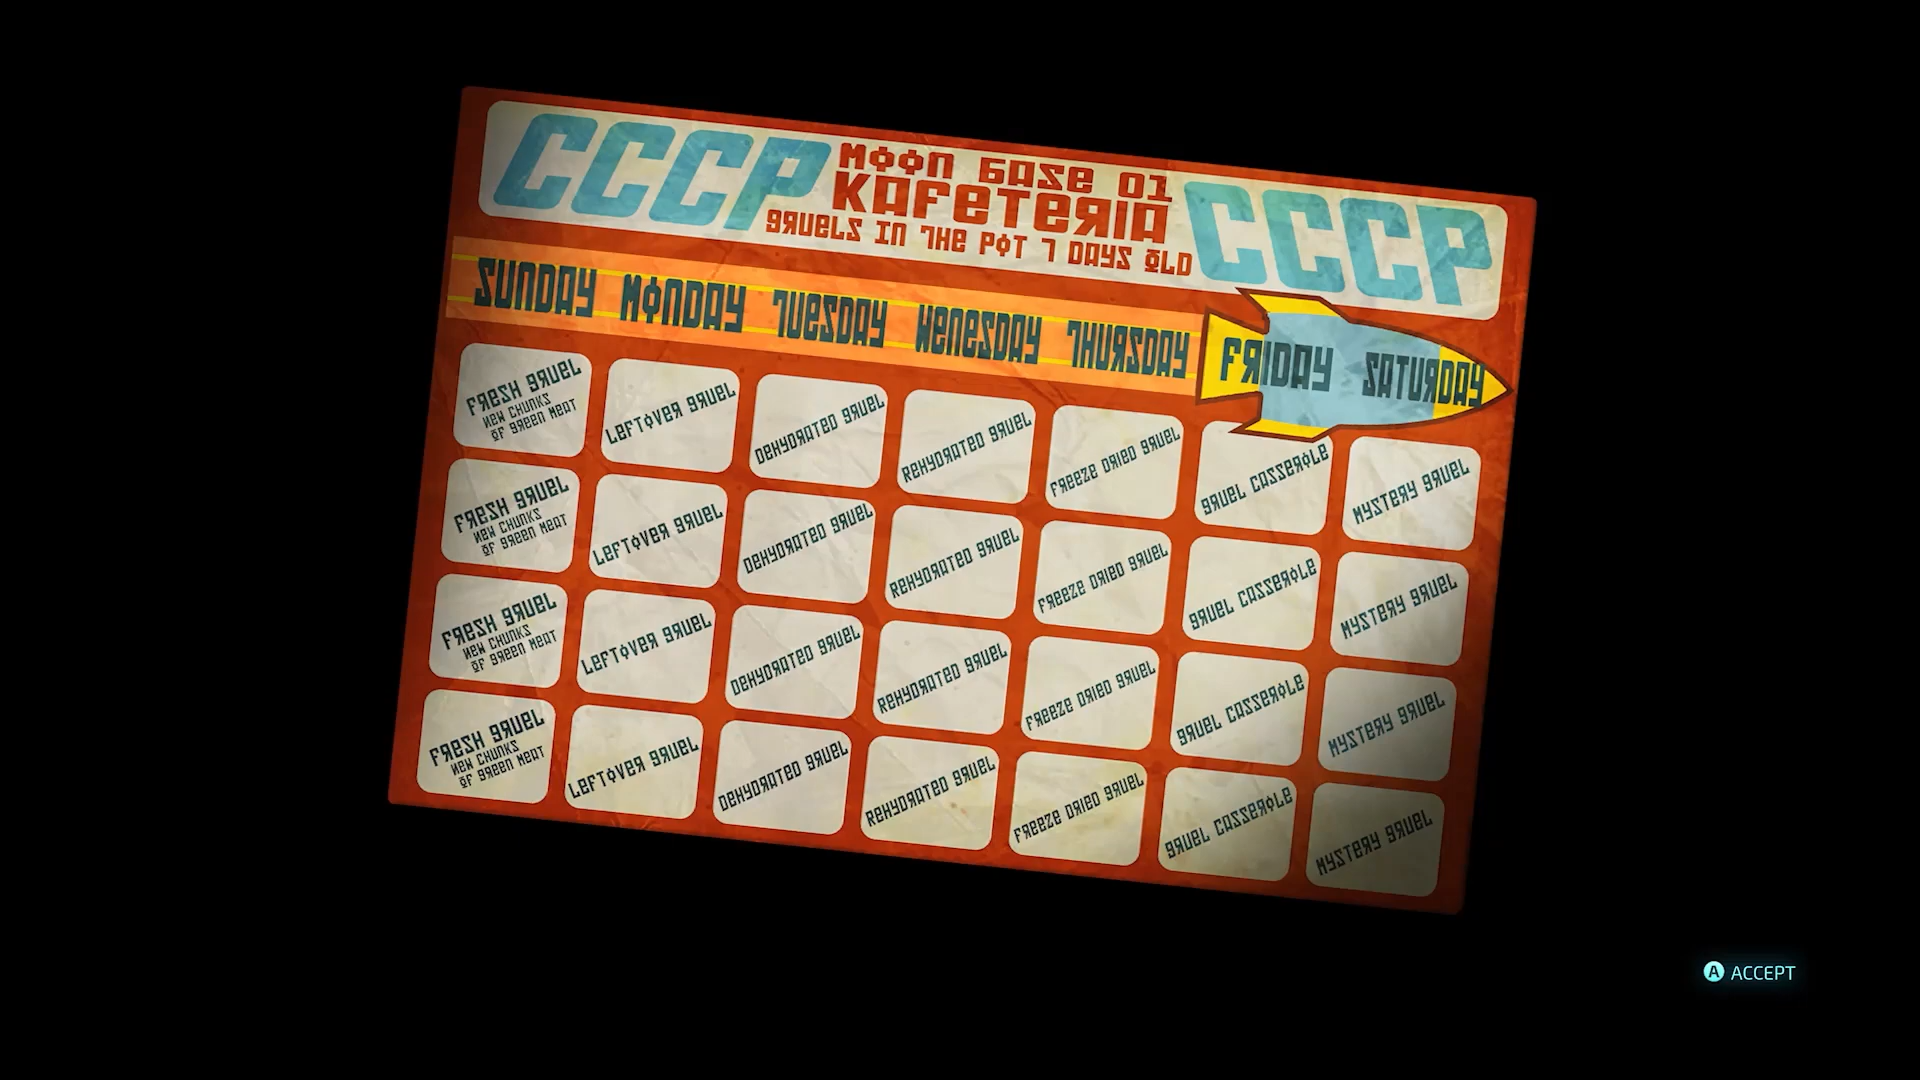 CCCP
MOON BASE 01
KAFETERIA
GRUELS IN THE POT 7 DAYS OLD
CCCP
SUNDAY MONDAY TUESDAY WENESDAY THURSDAY FRIDAY SATURDAY
FRESH GRUEL
NEW CHUNKS
OF GREEN MEAT
LEFTOVER GRUEL
DEHYDRATED GRUEL
REHYDRATED GRUEL
FREEZE DRIED GRUEL
GRUEL CASSEROLE
MYSTERY GRUEL
FRESH GRUEL
NEW CHUNKS
OF GREEN MEAT
LEFTOVER GRUEL
DEHYDRATED GRUEL
REHYDRATED GRUEL
FREEZE DRIED GRUEL
GRUEL CASSEROLE
MYSTERY GRUEL
FRESH GRUEL
NEW CHUNKS
OF GREEN MEAT
LEFTOVER GRUEL
DEHYDRATED GRUEL
REHYDRATED GRUEL
FREEZE DRIED GRUEL
GRUEL CASSEROLE
MYSTERY GRUEL
FRESH GRUEL
NEW CHUNKS
OF GREEN MEAT
LEFTOVER GRUEL
DEHYDRATED GRUEL
REHYDRATED GRUEL
FREEZE DRIED GRUEL
GRUEL CASSEROLE
MYSTERY GRUEL
A ACCEPT